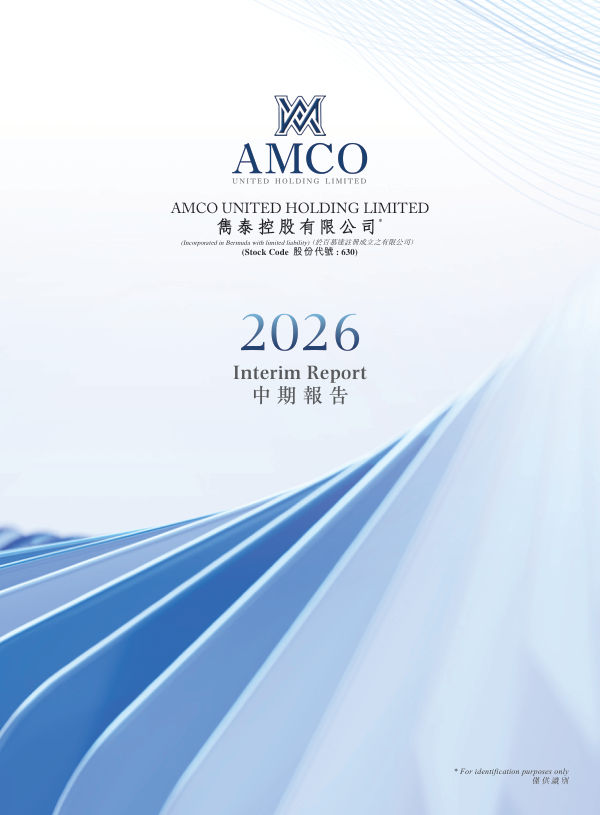 AMCO
UNITED HOLDING LIMITED
AMCO UNITED HOLDING LIMITED
雋泰控股有限公司*
(Incorporated in Bermuda with limited liability) (於百慕達註冊成立之有限公司)
(Stock Code 股份代號 : 630)
2026
Interim Report
中期報告
* For identification purposes only
僅供識別